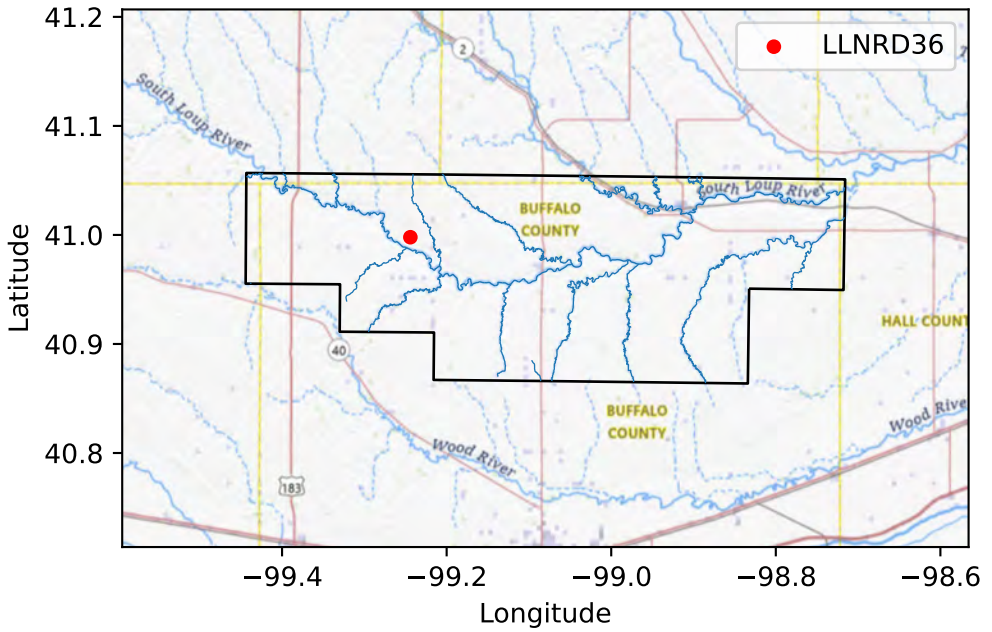 41.2
41.1
41.0
40.9
40.8
Latitude
−99.4
−99.2
−99.0
−98.8
−98.6
Longitude
LLNRD36
2
South Loup River
South Loup River
BUFFALO
COUNTY
HALL COUNT
40
BUFFALO
COUNTY
Wood River
Wood Rive
183